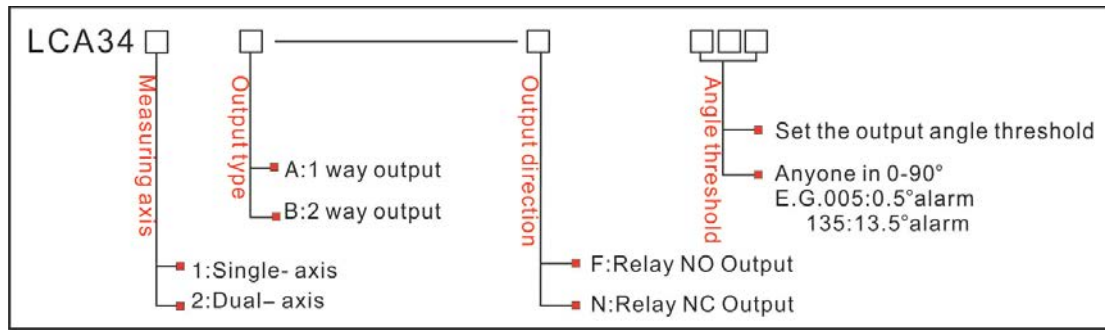 LCA34
Measuring axis
Output type
Output direction
Angle threshold
A:1 way output
B:2 way output
1:Single- axis
2:Dual– axis
F:Relay NO Output
N:Relay NC Output
Set the output angle threshold
Anyone in 0-90°
E.G.005:0.5°alarm
135:13.5°alarm